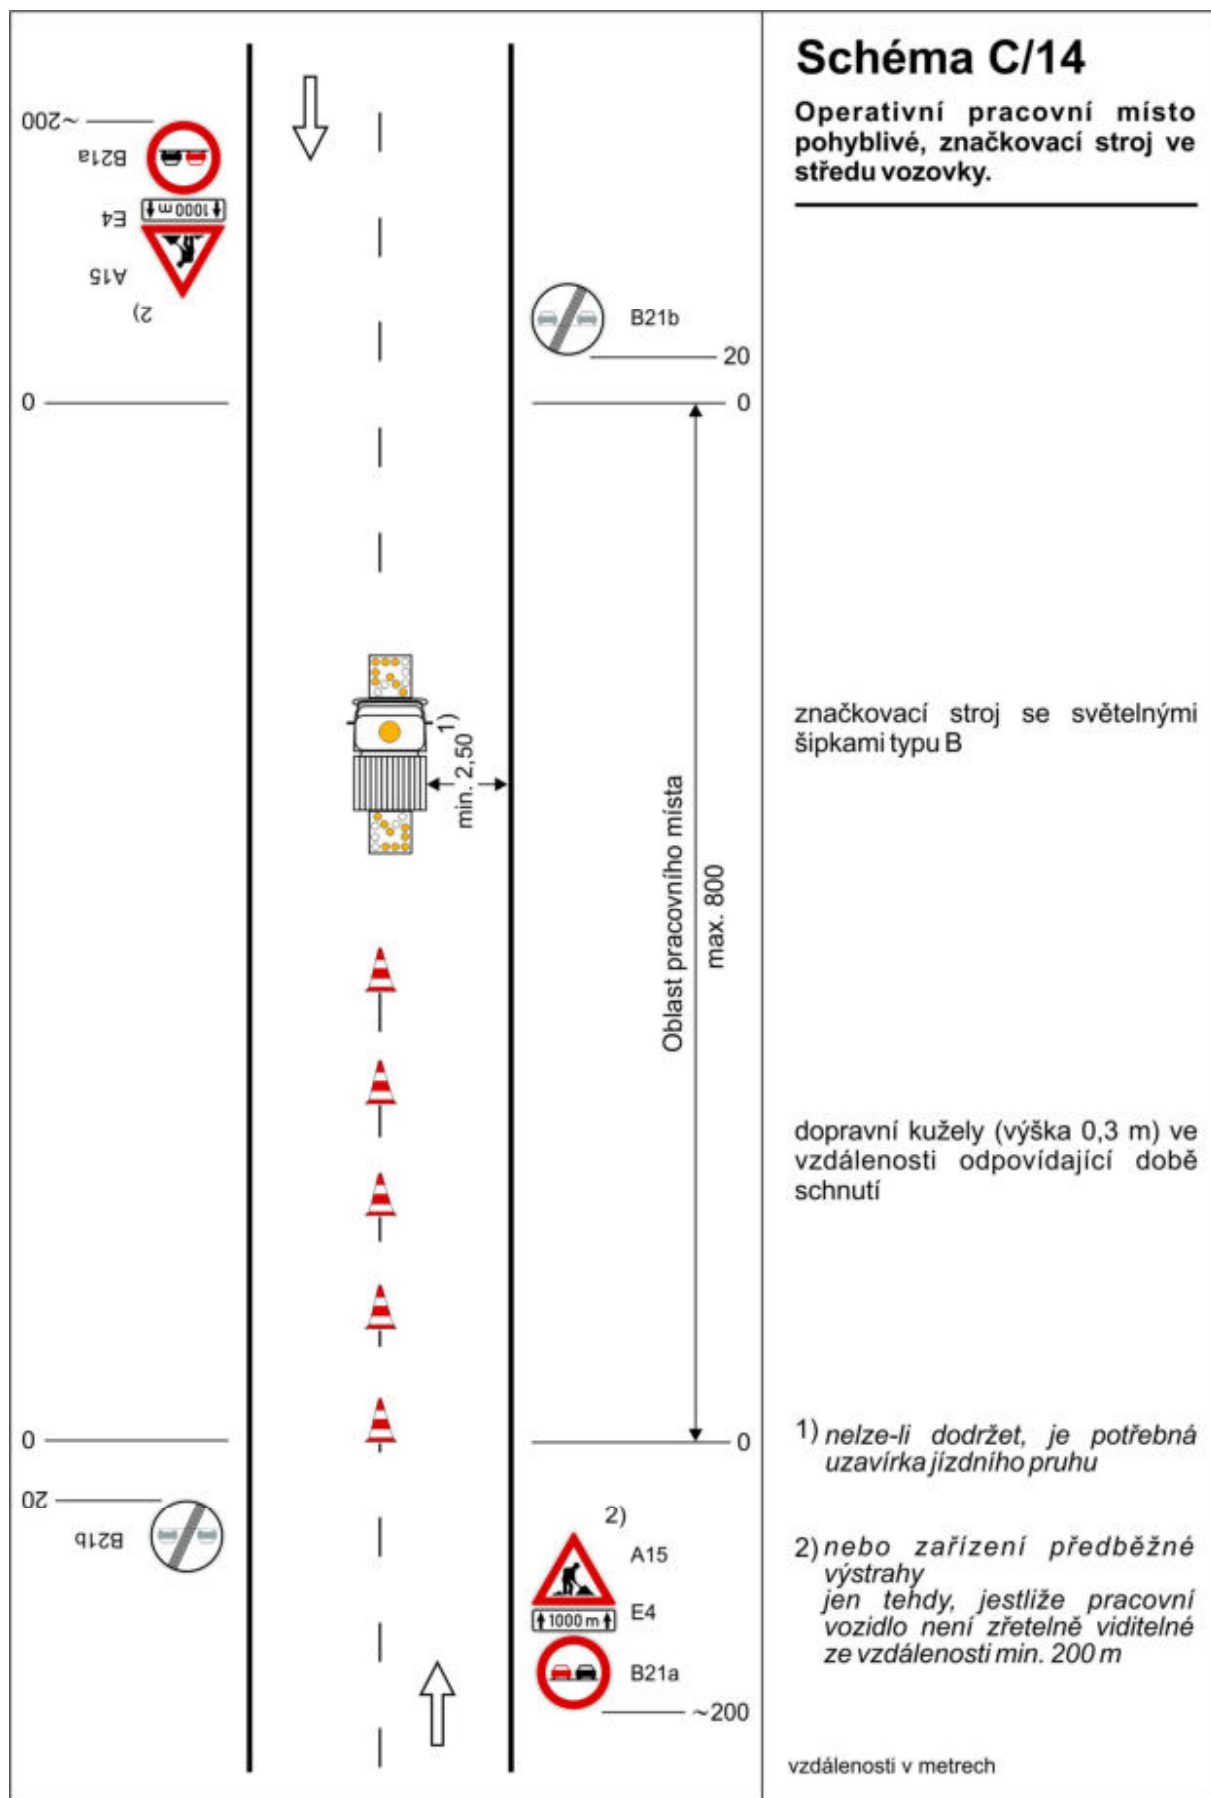 Schéma C/14
Operativní pracovní místo
pohyblivé, značkovací stroj ve
středu vozovky.
~200
B21a
1000 m
E4
A15
2)
B21b
20
0
0
1)
min. 2,50
Oblast pracovního místa
max. 800
značkovací stroj se světelnými
šipkami typu B
dopravní kužely (výška 0,3 m) ve
vzdálenosti odpovídající době
schnutí
0
0
20
B21b
2)
A15
1000 m
E4
B21a
~200
1) nelze-li dodržet, je potřebná
uzavírka jízdního pruhu
2) nebo zařízení předběžné
výstrahy
jen tehdy, jestliže pracovní
vozidlo není zřetelně viditelné
ze vzdálenosti min. 200 m
vzdálenosti v metrech